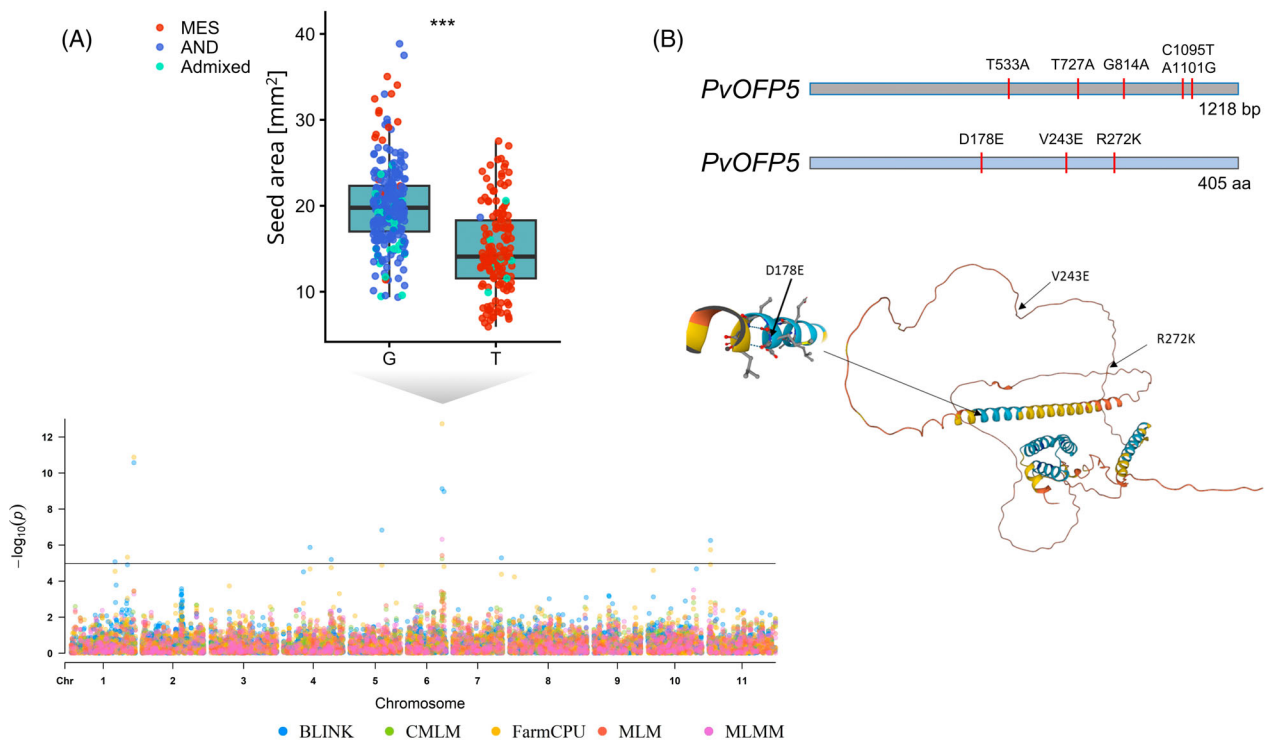 (A)
MES
AND
Admixed
***
Seed area [mm²]
40
30
20
10
G
T
(B)
C1095T
T533A
T727A
G814A
A1101G
PvOFP5
1218 bp
D178E
V243E
R272K
PvOFP5
405 aa
D178E
V243E
R272K
−log₁₀(p)
12
10
8
6
4
2
0
Chr
1
2
3
4
5
6
7
8
9
10
11
Chromosome
BLINK
CMLM
FarmCPU
MLM
MLMM